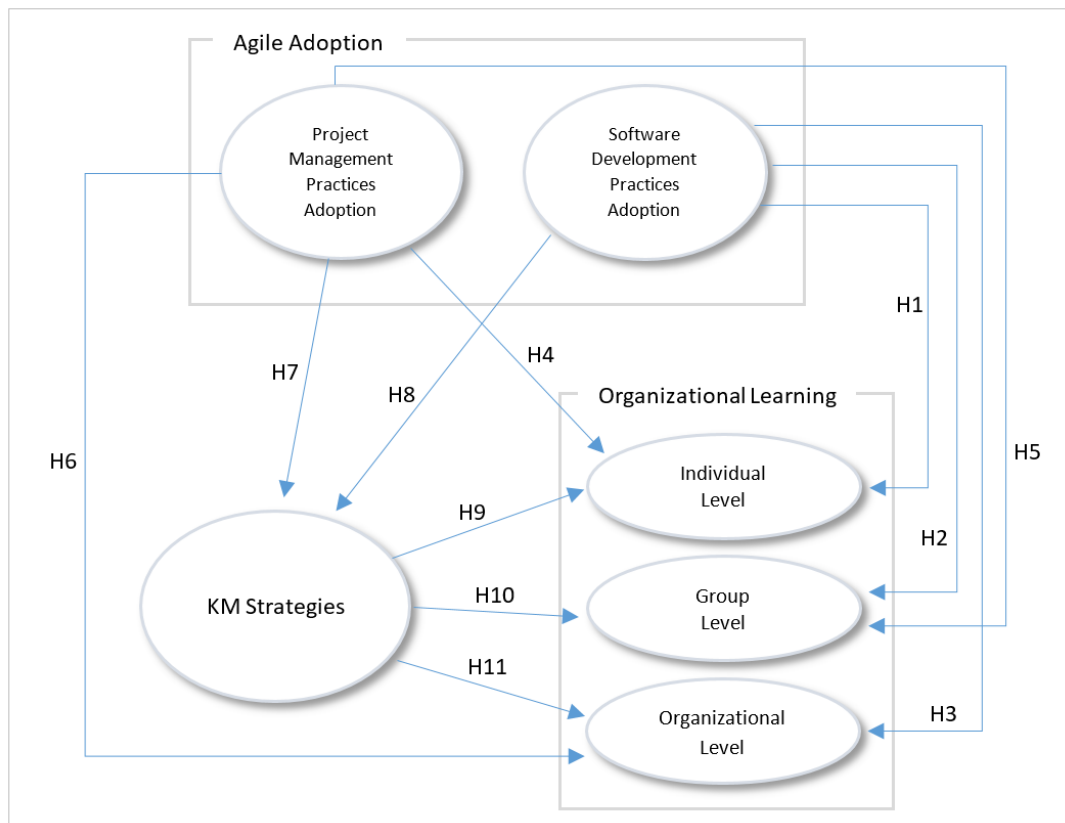 Agile Adoption
Project
Management
Practices
Adoption
Software
Development
Practices
Adoption
H1
H4
H7
H8
Organizational Learning
H6
H5
Individual
Level
H9
H2
KM Strategies
H10
Group
Level
H11
Organizational
Level
H3